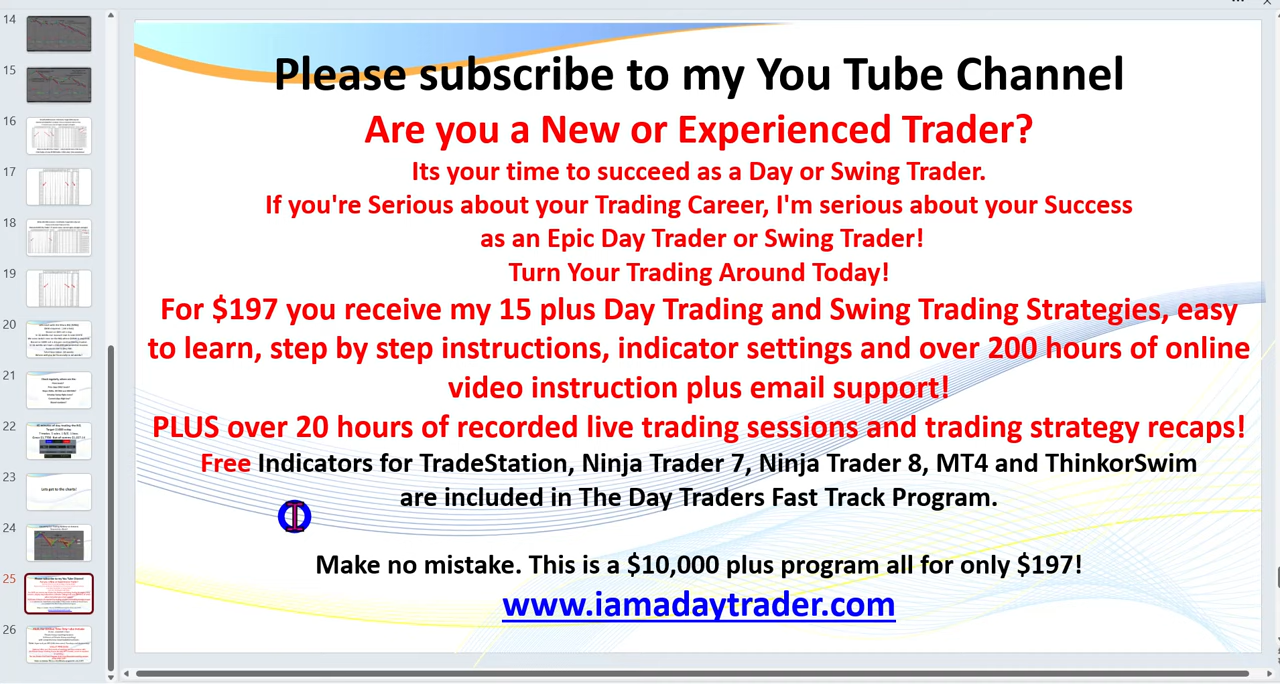 Please subscribe to my You Tube Channel
Are you a New or Experienced Trader?
Its your time to succeed as a Day or Swing Trader.
If you're Serious about your Trading Career, I'm serious about your Success
as an Epic Day Trader or Swing Trader!
Turn Your Trading Around Today!
For $197 you receive my 15 plus Day Trading and Swing Trading Strategies, easy
to learn, step by step instructions, indicator settings and over 200 hours of online
video instruction plus email support!
PLUS over 20 hours of recorded live trading sessions and trading strategy recaps!
Free Indicators for TradeStation, Ninja Trader 7, Ninja Trader 8, MT4 and ThinkorSwim
are included in The Day Traders Fast Track Program.
Make no mistake. This is a $10,000 plus program all for only $197!
www.iamadaytrader.com
14
15
16
17
18
19
20
21
22
23
Lets get to the charts!
24
25
26